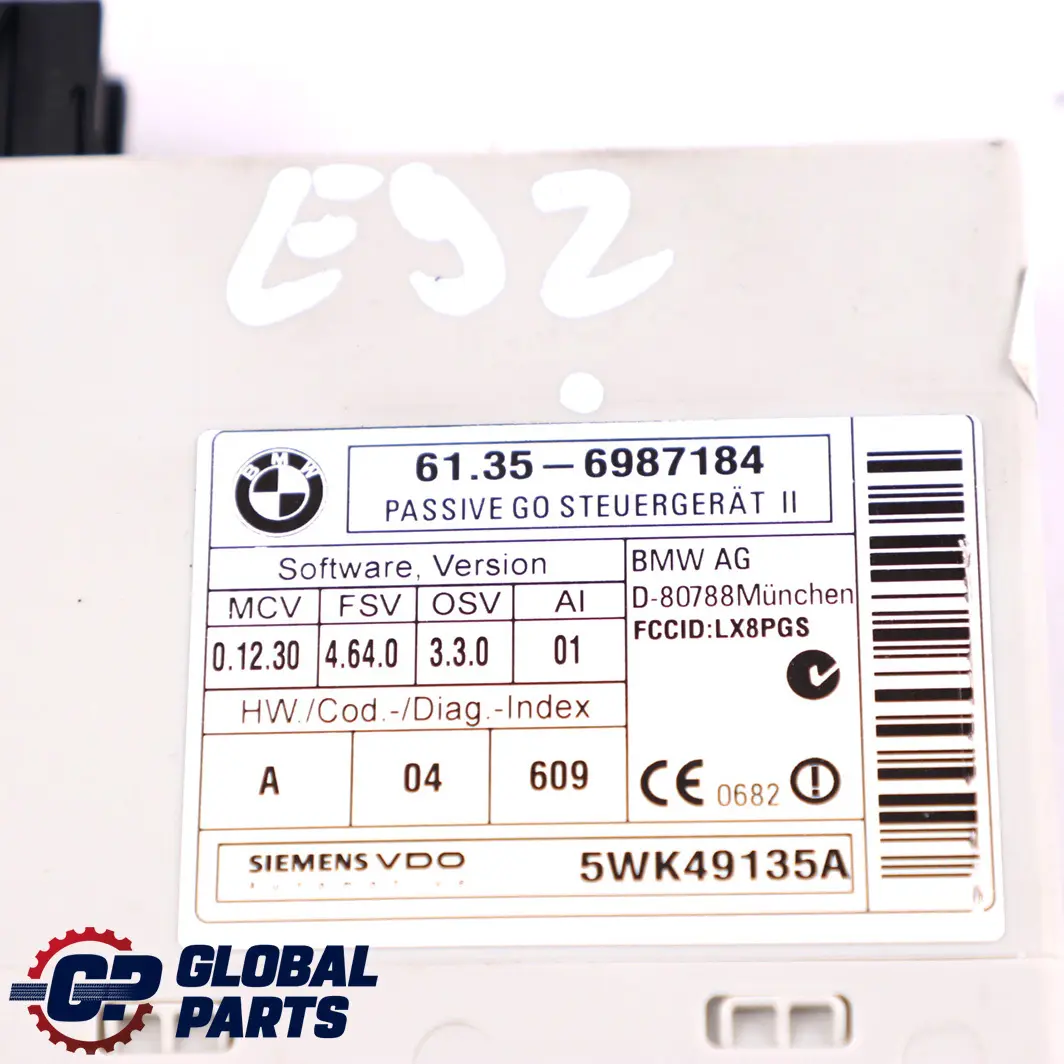 E92
BMW
61.35-6987184
PASSIVE GO STEUERGERÄT II
Software, Version
MCV FSV OSV AI
0.12.30 4.64.0 3.3.0 01
HW./Cod.-/Diag.-Index
A 04 609
BMW AG
D-80788München
FCCID:LX8PGS
CE 0682
SIEMENS VDO
5WK49135A
GP GLOBAL
PARTS